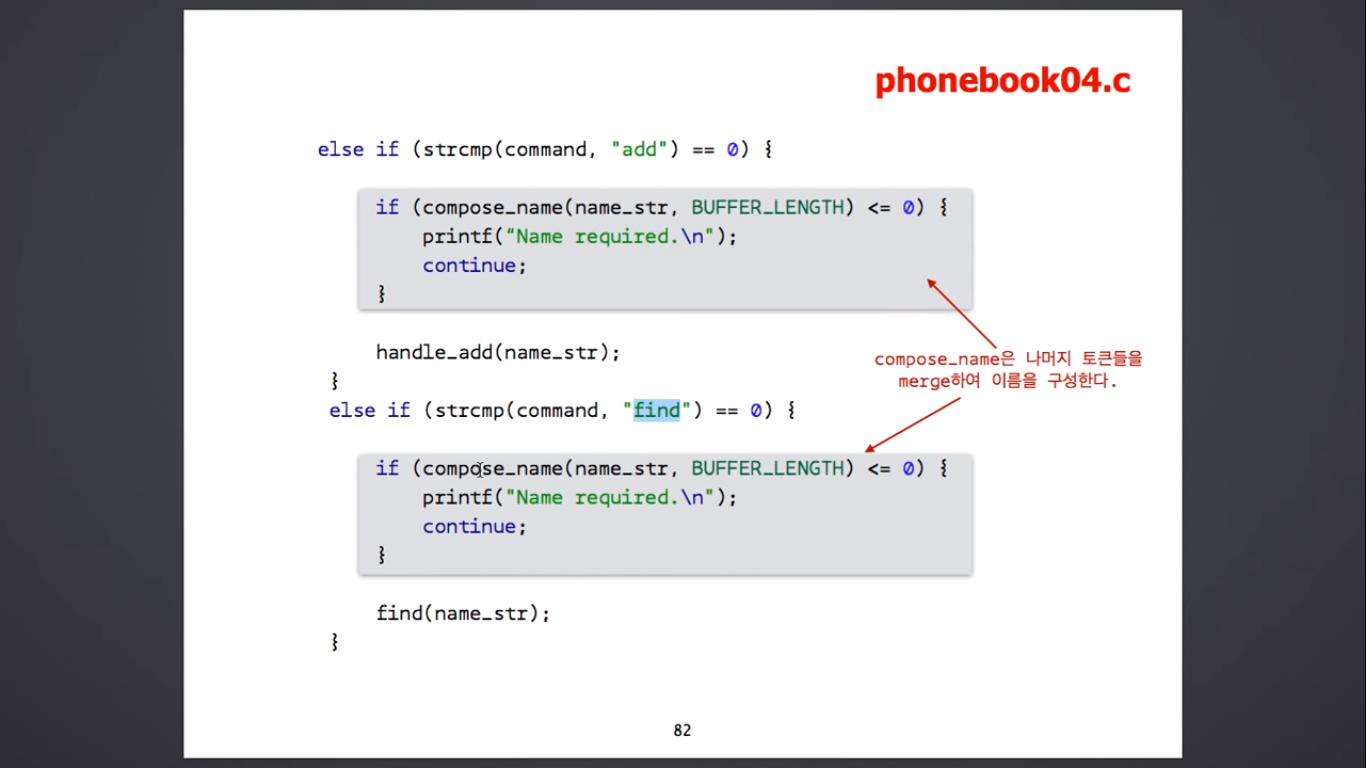 phonebook04.c
else if (strcmp(command, "add") == 0) {
if (compose_name(name_str, BUFFER_LENGTH) <= 0) {
printf(“Name required.\n");
continue;
}
handle_add(name_str);
}
compose_name은 나머지 토큰들을
merge하여 이름을 구성한다.
else if (strcmp(command, "find") == 0) {
if (compose_name(name_str, BUFFER_LENGTH) <= 0) {
printf("Name required.\n");
continue;
}
find(name_str);
}
82